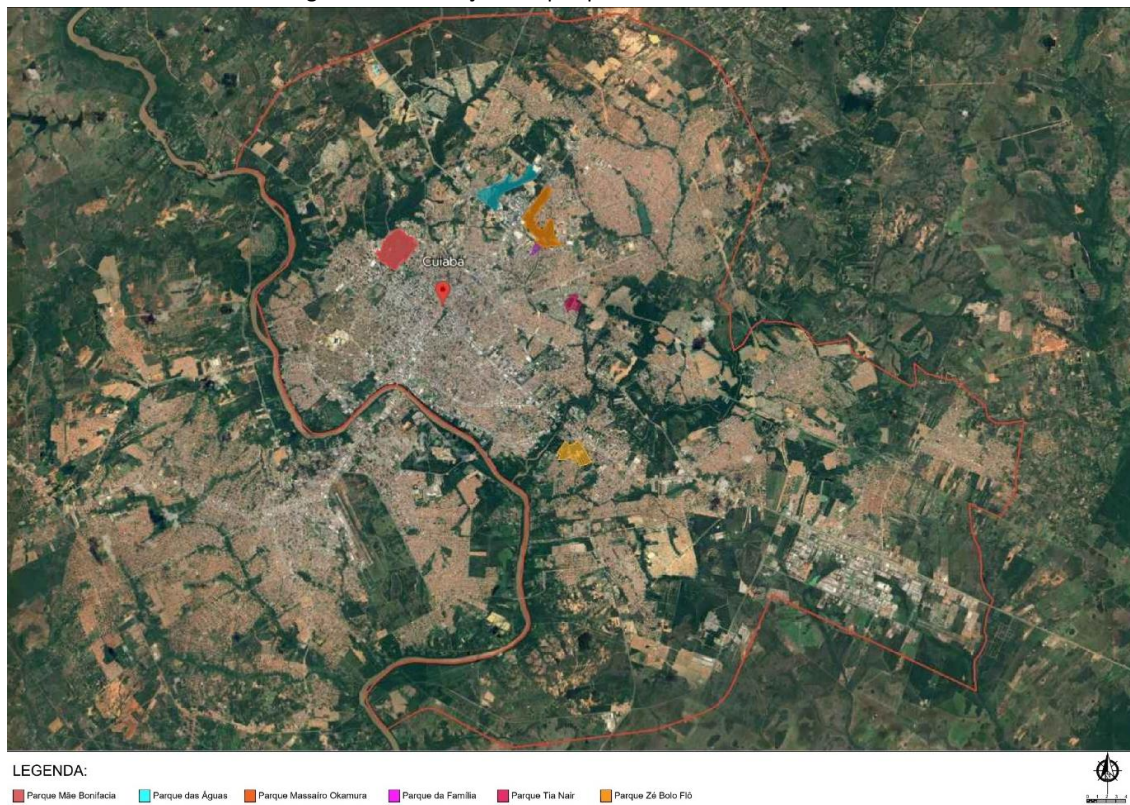 Cuiabá
LEGENDA:
Parque Mãe Bonifacia
Parque das Águas
Parque Massairo Okamura
Parque da Família
Parque Tia Nair
Parque Zé Bolo Flô